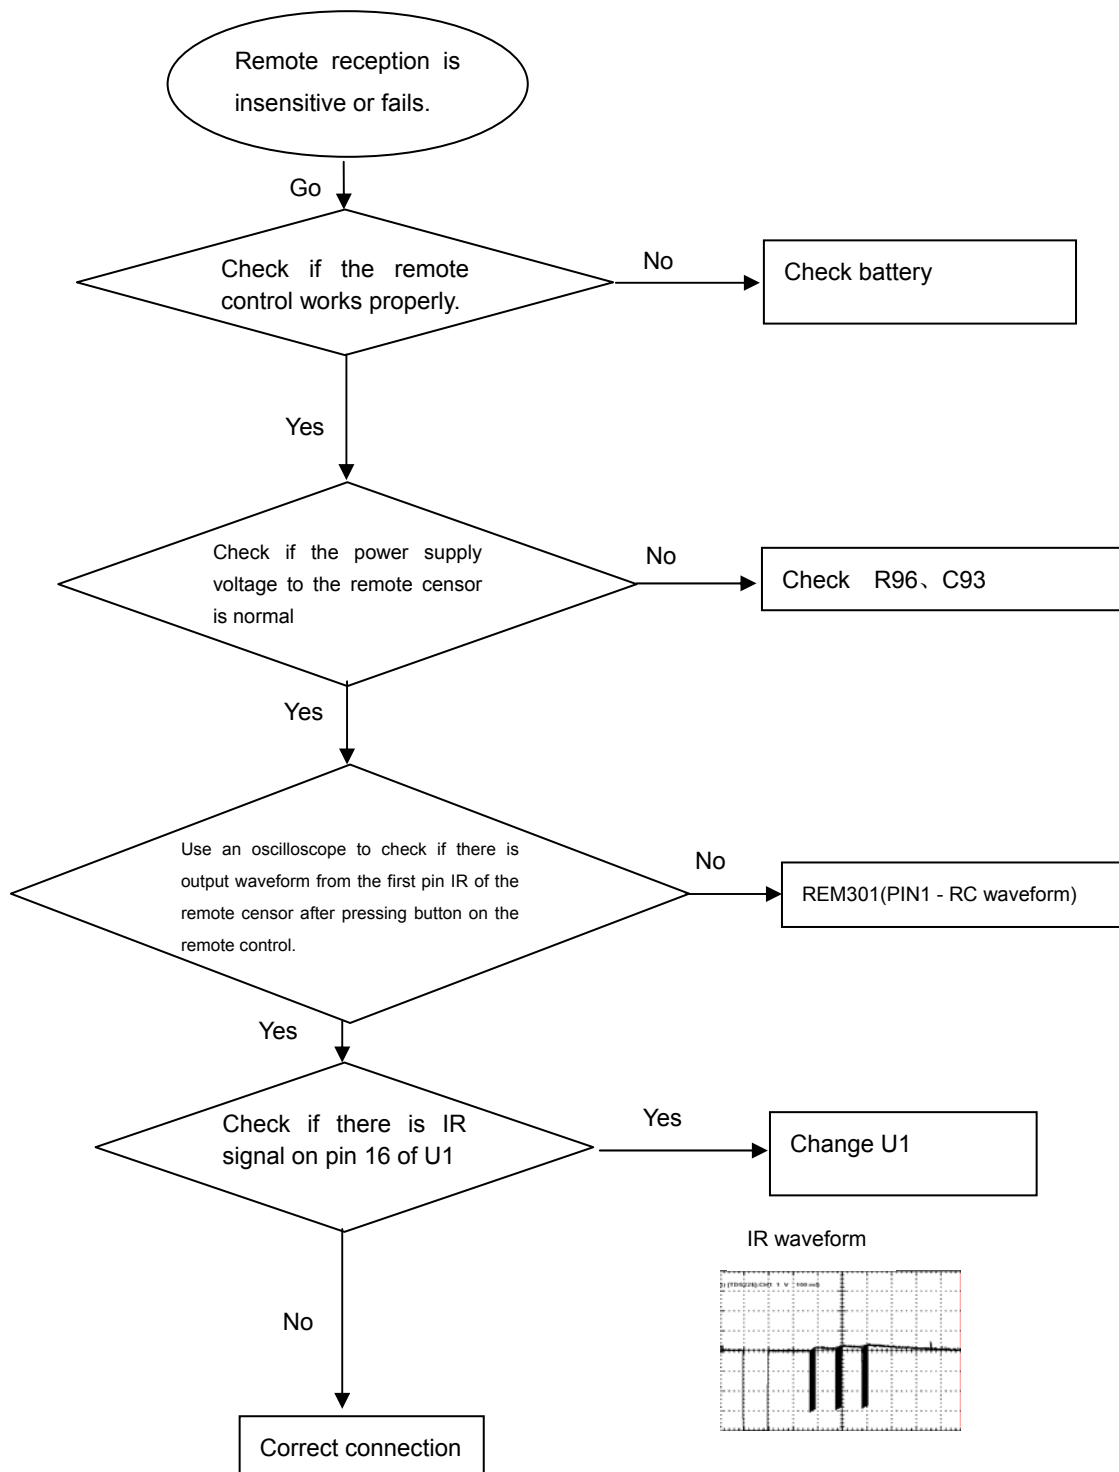 Remote reception is
insensitive or fails.
Go
Check if the remote
control works properly.
No
Check battery
Yes
Check if the power supply
voltage to the remote censor
is normal
No
Check R96、C93
Yes
Use an oscilloscope to check if there is
output waveform from the first pin IR of the
remote censor after pressing button on the
remote control.
No
REM301(PIN1 - RC waveform)
Yes
Check if there is IR
signal on pin 16 of U1
Yes
Change U1
IR waveform
No
Correct connection